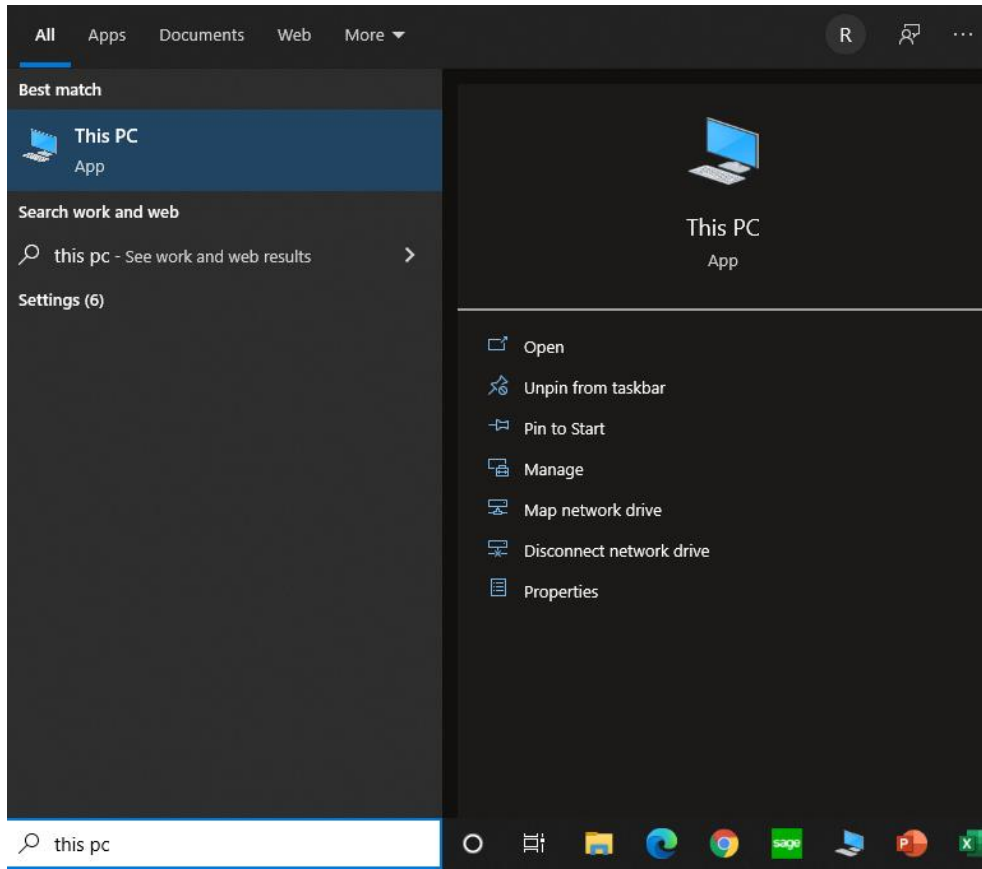 All Apps Documents Web More R
Best match
This PC
App
Search work and web
this pc - See work and web results
Settings (6)
This PC
App
Open
Unpin from taskbar
Pin to Start
Manage
Map network drive
Disconnect network drive
Properties
this pc
sage
P
X